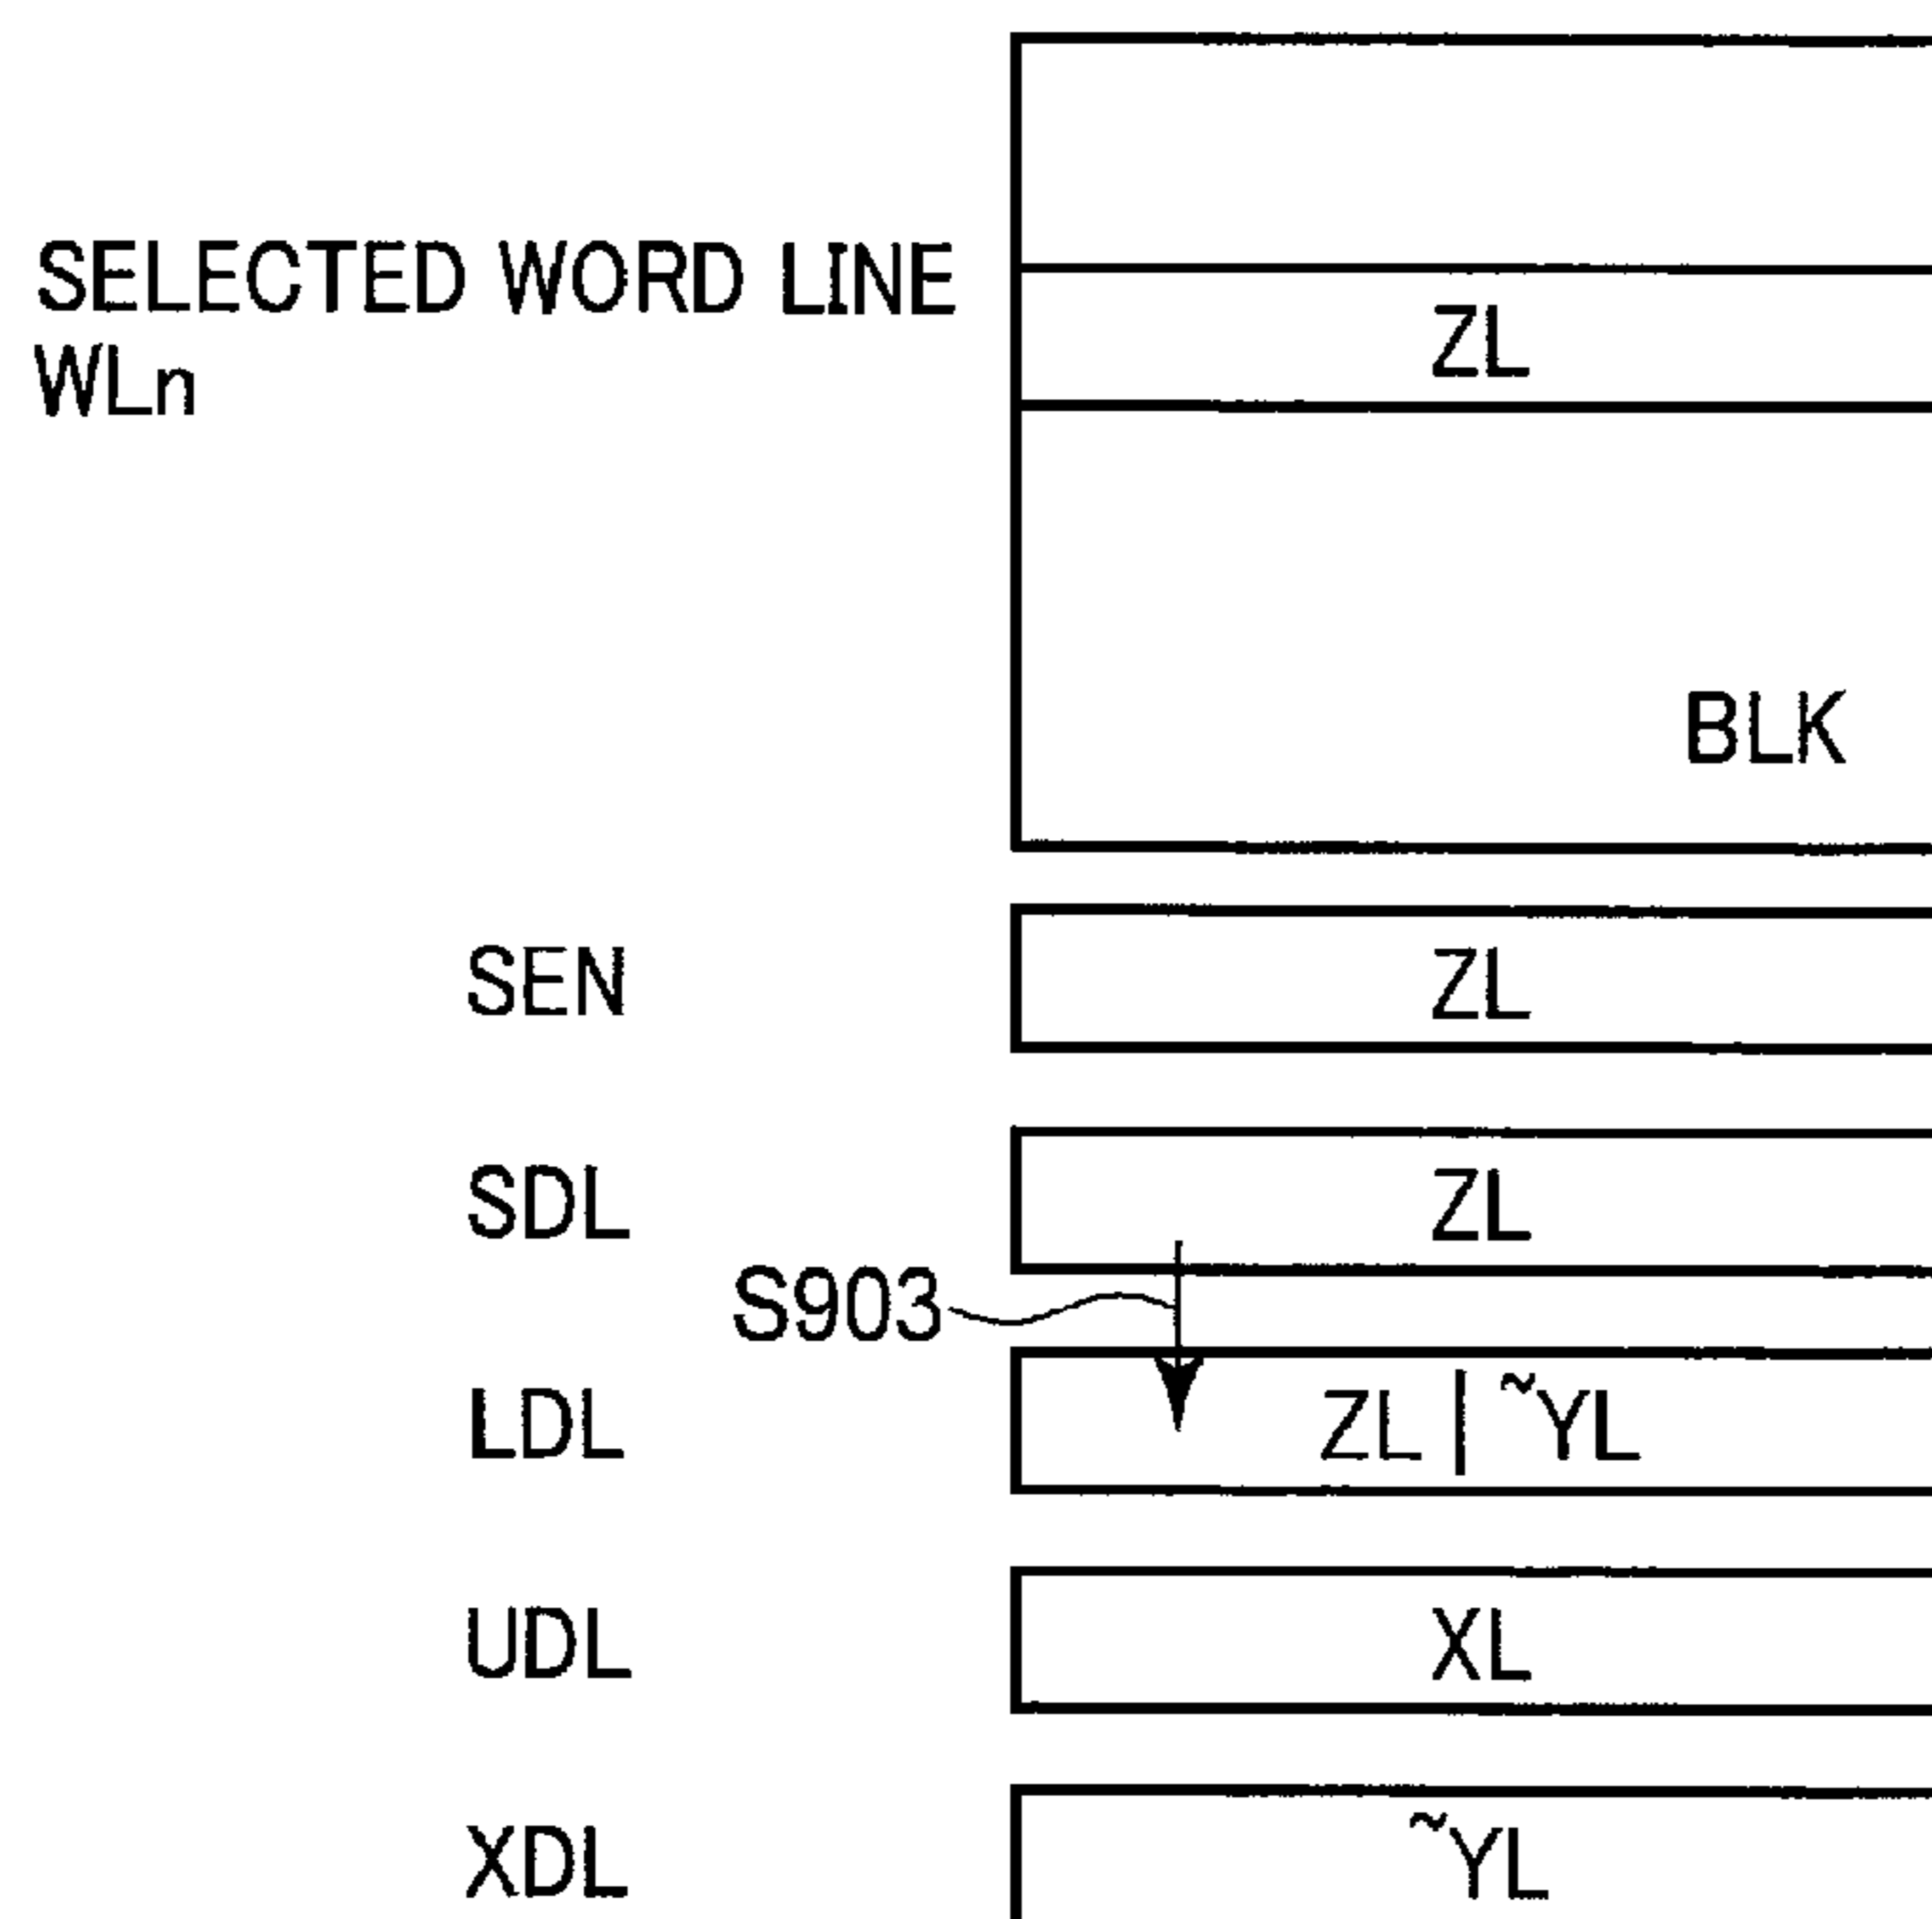 SELECTED WORD LINE
WLn
ZL
BLK
SEN ZL
SDL ZL
S903
LDL ZL | ~YL
UDL XL
XDL ~YL